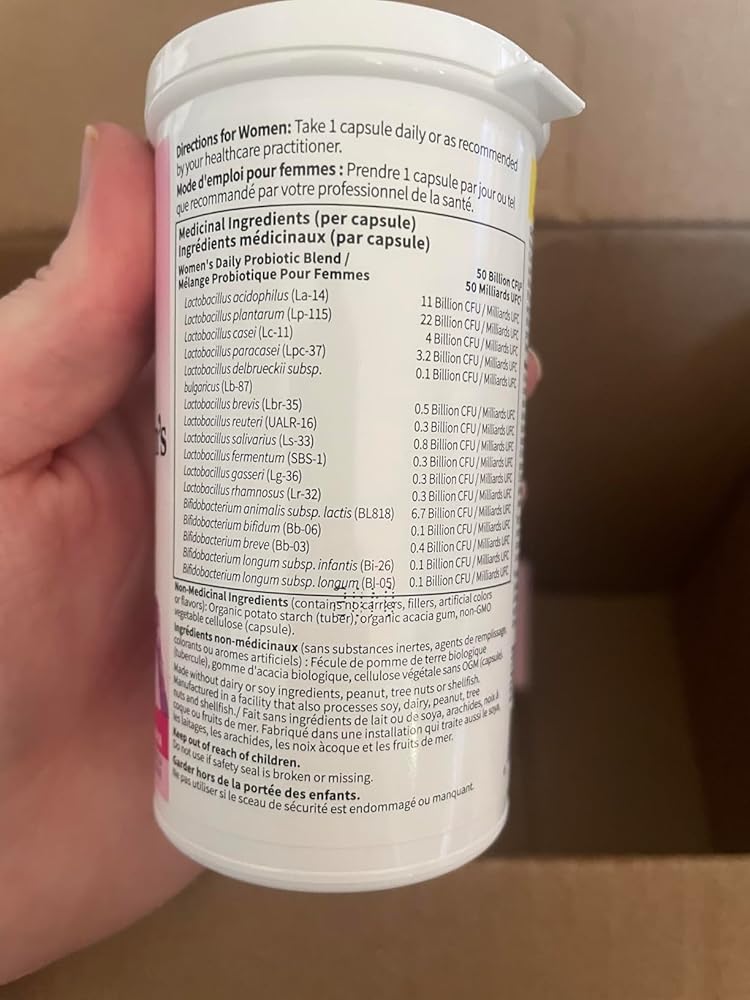 Directions for Women: Take 1 capsule daily or as recommended
by your healthcare practitioner.
Mode d'emploi pour femmes : Prendre 1 capsule par jour ou tel
que recommandé par votre professionnel de la santé.
Medicinal Ingredients (per capsule)
Ingrédients médicinaux (par capsule)
Women's Daily Probiotic Blend /
Mélange Probiotique Pour Femmes
50 Billion CFU
50 Milliards UFC
Lactobacillus acidophilus (La-14) 11 Billion CFU / Milliards UFC
Lactobacillus plantarum (Lp-115) 22 Billion CFU / Milliards UFC
Lactobacillus casei (Lc-11) 4 Billion CFU / Milliards UFC
Lactobacillus paracasei (Lpc-37) 3.2 Billion CFU / Milliards UFC
Lactobacillus delbrueckii subsp. 0.1 Billion CFU / Milliards UFC
bulgaricus (Lb-87)
Lactobacillus brevis (Lbr-35) 0.5 Billion CFU / Milliards UFC
Lactobacillus reuteri (UALR-16) 0.3 Billion CFU / Milliards UFC
Lactobacillus salivarius (Ls-33) 0.8 Billion CFU / Milliards UFC
Lactobacillus fermentum (SBS-1) 0.3 Billion CFU / Milliards UFC
Lactobacillus gasseri (Lg-36) 0.3 Billion CFU / Milliards UFC
Lactobacillus rhamnosus (Lr-32) 0.3 Billion CFU / Milliards UFC
Bifidobacterium animalis subsp. lactis (BL818) 6.7 Billion CFU / Milliards UFC
Bifidobacterium bifidum (Bb-06) 0.1 Billion CFU / Milliards UFC
Bifidobacterium breve (Bb-03) 0.4 Billion CFU / Milliards UFC
Bifidobacterium longum subsp. infantis (Bi-26) 0.1 Billion CFU / Milliards UFC
Bifidobacterium longum subsp. longum (BJ-05) 0.1 Billion CFU / Milliards UFC
Non-Medicinal Ingredients (contains no carriers, fillers, artificial colors
or flavors): Organic potato starch (tuber), organic acacia gum, non-GMO
vegetable cellulose (capsule).
Ingrédients non-médicinaux (sans substances inertes, agents de remplissage,
colorants ou aromes artificiels) : Fécule de pomme de terre biologique
(tubercule), gomme d'acacia biologique, cellulose végétale sans OGM (capsule).
Made without dairy or soy ingredients, peanut, tree nuts or shellfish.
Manufactured in a facility that also processes soy, dairy, peanut, tree
nuts and shellfish./ Fait sans ingrédients de lait ou de soya, arachides, noix à
coque ou fruits de mer. Fabriqué dans une installation qui traite aussi le soya,
les laitages, les arachides, les noix àcoque et les fruits de mer.
Keep out of reach of children.
Do not use if safety seal is broken or missing.
Garder hors de la portée des enfants.
Ne pas utiliser si le sceau de sécurité est endommagé ou manquant.